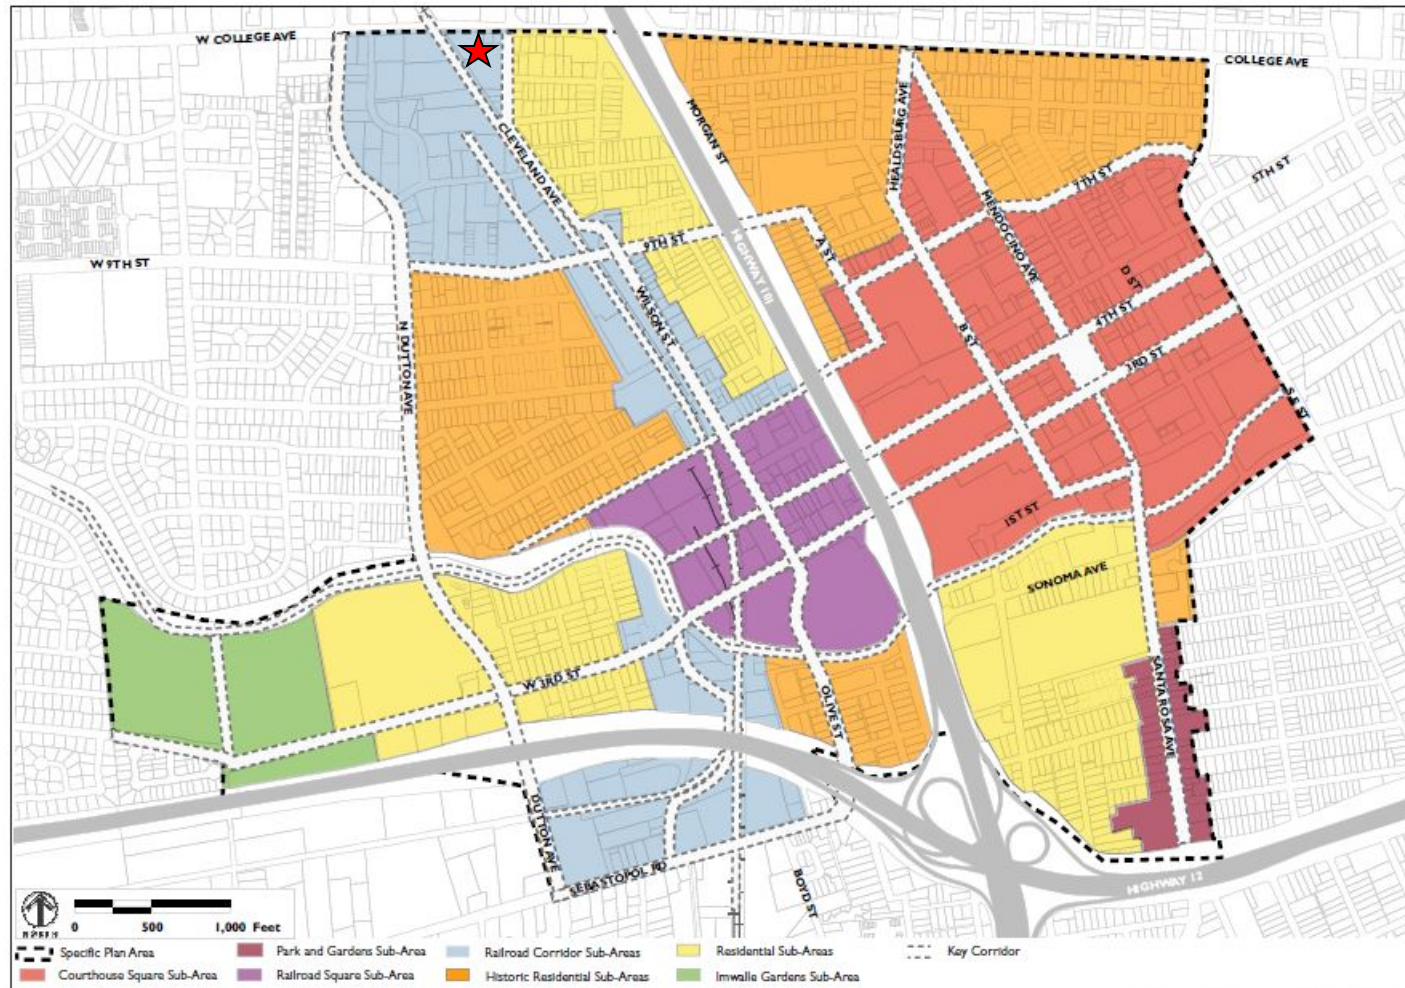 W COLLEGE AVE
COLLEGE AVE
MORGAN ST
HEALDSBURG AVE
CLEVELAND AVE
5TH ST
7TH ST
MENDOCINO AVE
9TH ST
A ST
W 9TH ST
HIGHWAY 101
D ST
4TH ST
WILSON ST
B ST
3RD ST
N DUTTON AVE
S E ST
1ST ST
SONOMA AVE
W 3RD ST
OLIVE ST
SANTA ROSA AVE
DUTTON AVE
SEBASTOPOL RD
BOYD ST
HIGHWAY 12
0 500 1,000 Feet
Specific Plan Area
Park and Gardens Sub-Area
Railroad Corridor Sub-Areas
Residential Sub-Areas
Key Corridor
Courthouse Square Sub-Area
Railroad Square Sub-Area
Historic Residential Sub-Areas
Imwalle Gardens Sub-Area